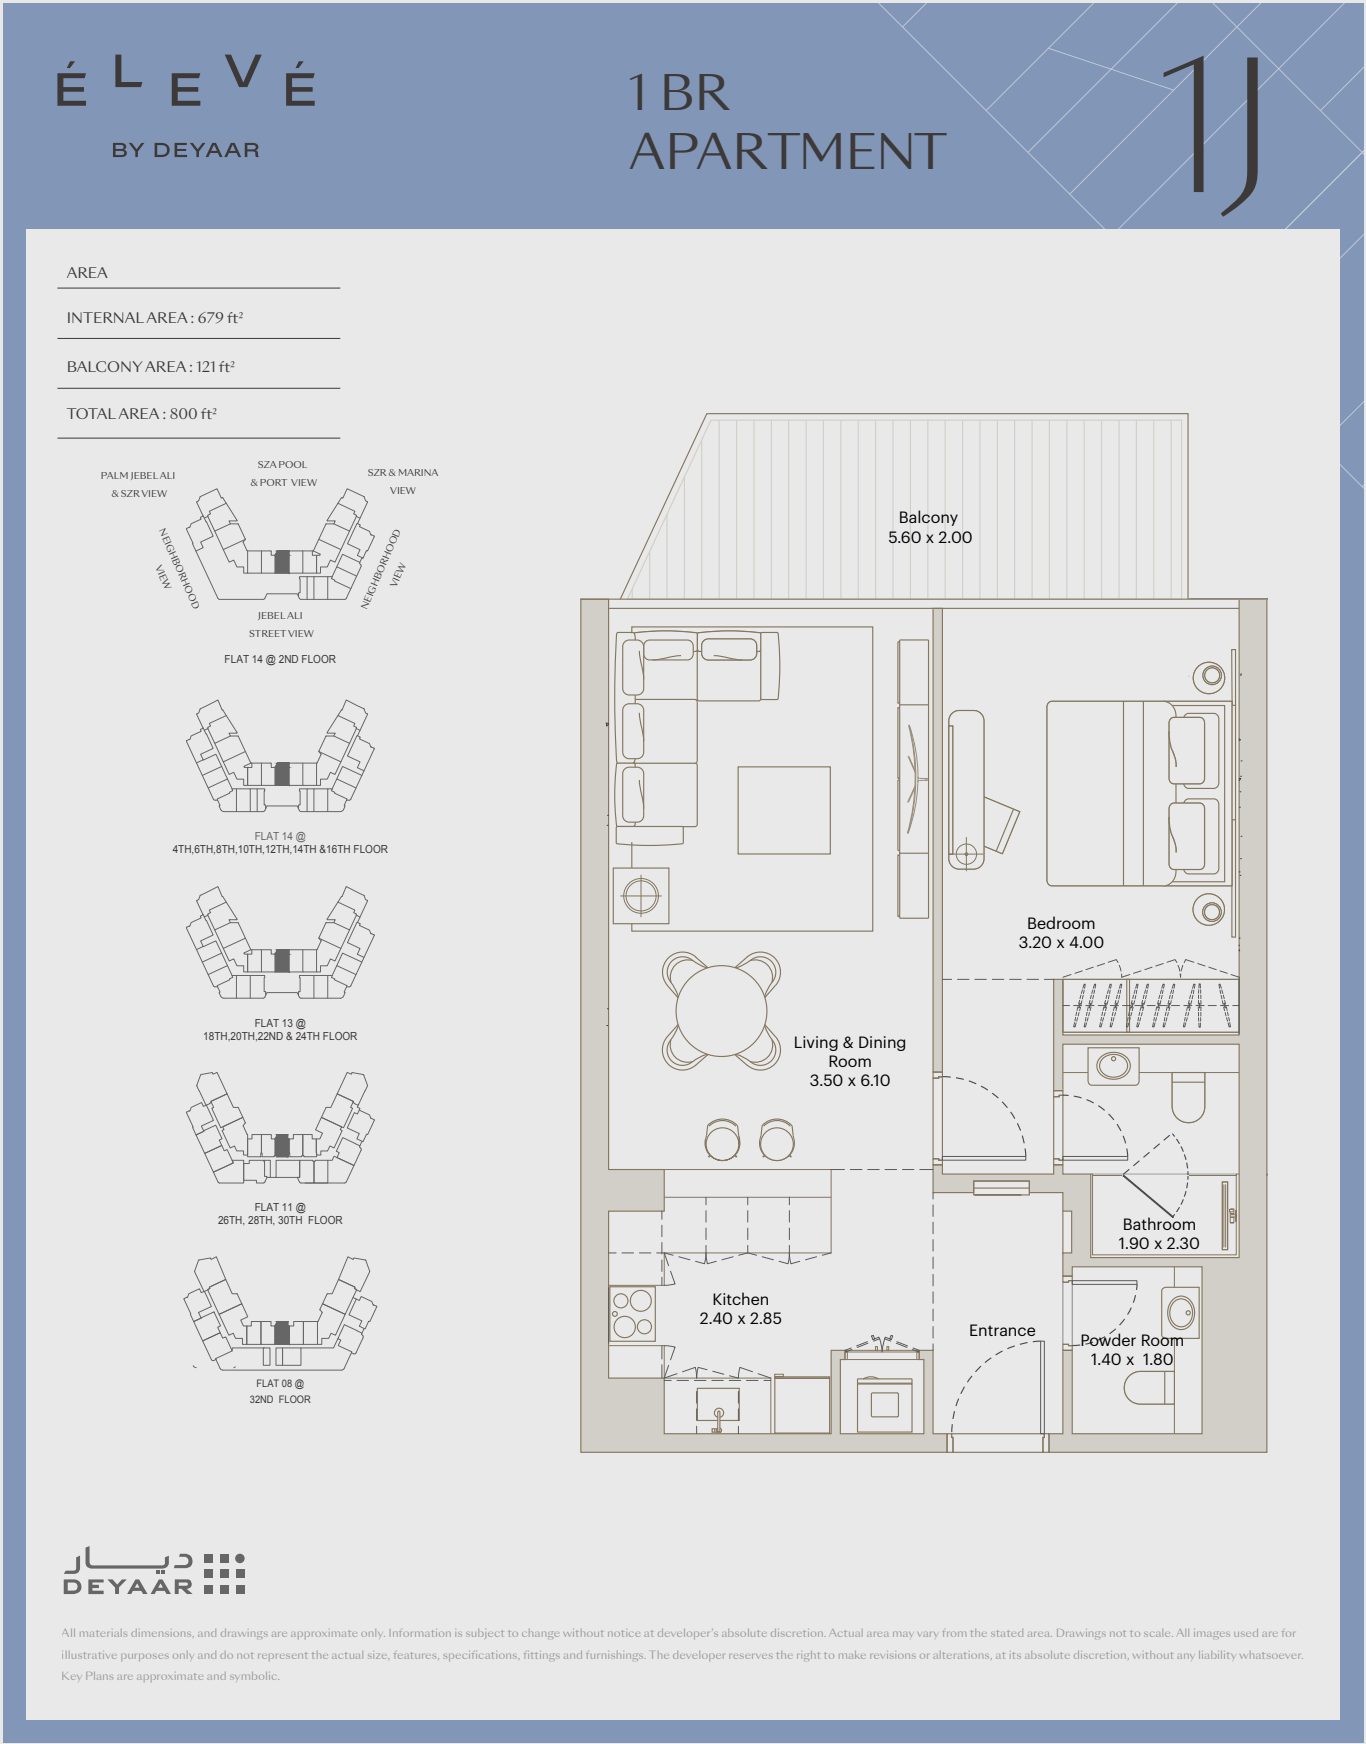 ÉLEVÉ
BY DEYAAR
1 BR
APARTMENT
1J
AREA
INTERNAL AREA : 679 ft²
BALCONY AREA : 121 ft²
TOTAL AREA : 800 ft²
PALM JEBEL ALI
& SZR VIEW
SZA POOL
& PORT VIEW
SZR & MARINA
VIEW
NEIGHBORHOOD
VIEW
NEIGHBORHOOD
VIEW
JEBEL ALI
STREET VIEW
FLAT 14 @ 2ND FLOOR
FLAT 14 @
4TH,6TH,8TH,10TH,12TH,14TH &16TH FLOOR
FLAT 13 @
18TH,20TH,22ND & 24TH FLOOR
FLAT 11 @
26TH, 28TH, 30TH FLOOR
FLAT 08 @
32ND FLOOR
Balcony
5.60 x 2.00
Bedroom
3.20 x 4.00
Living & Dining
Room
3.50 x 6.10
Bathroom
1.90 x 2.30
Kitchen
2.40 x 2.85
Entrance
Powder Room
1.40 x 1.80
ديار
DEYAAR
All materials dimensions, and drawings are approximate only. Information is subject to change without notice at developer's absolute discretion. Actual area may vary from the stated area. Drawings not to scale. All images used are for
illustrative purposes only and do not represent the actual size, features, specifications, fittings and furnishings. The developer reserves the right to make revisions or alterations, at its absolute discretion, without any liability whatsoever.
Key Plans are approximate and symbolic.